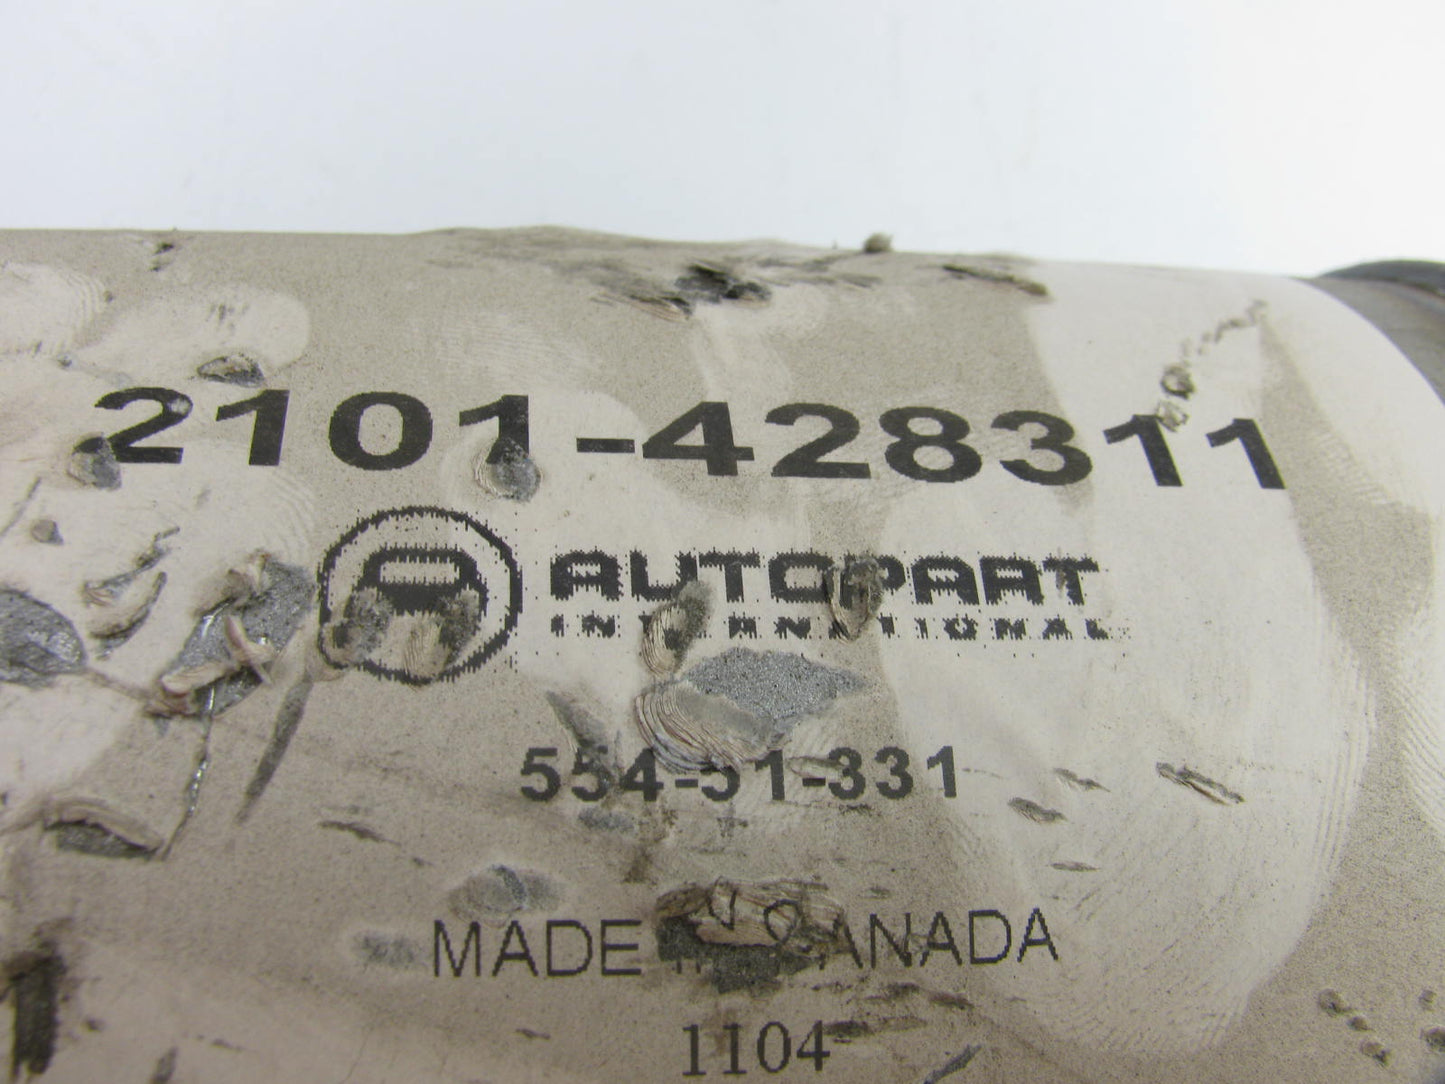 2101-428311
AUTOPART
INTERNATIONAL
554-51-331
MADE IN CANADA
1104